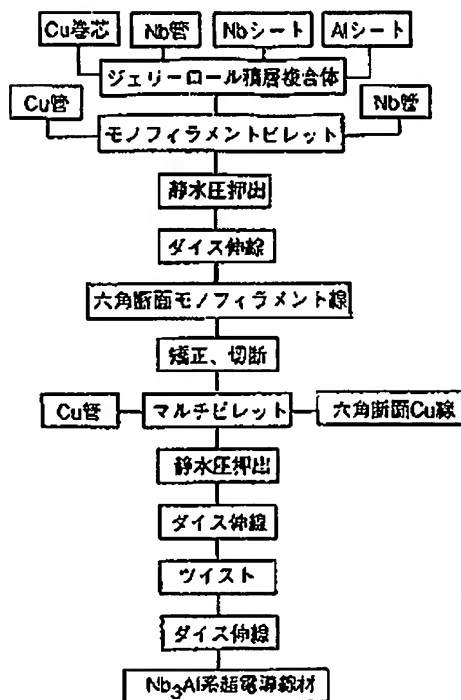 Cu巻芯
Nb管
Nbシート
Alシート
ジェリーロール積層複合体
Cu管
Nb管
モノフィラメントビレット
静水圧押出
ダイス伸線
六角断面モノフィラメント線
矯正、切断
Cu管
マルチビレット
六角断面Cu線
静水圧押出
ダイス伸線
ツイスト
ダイス伸線
Nb3Al系超電導線材